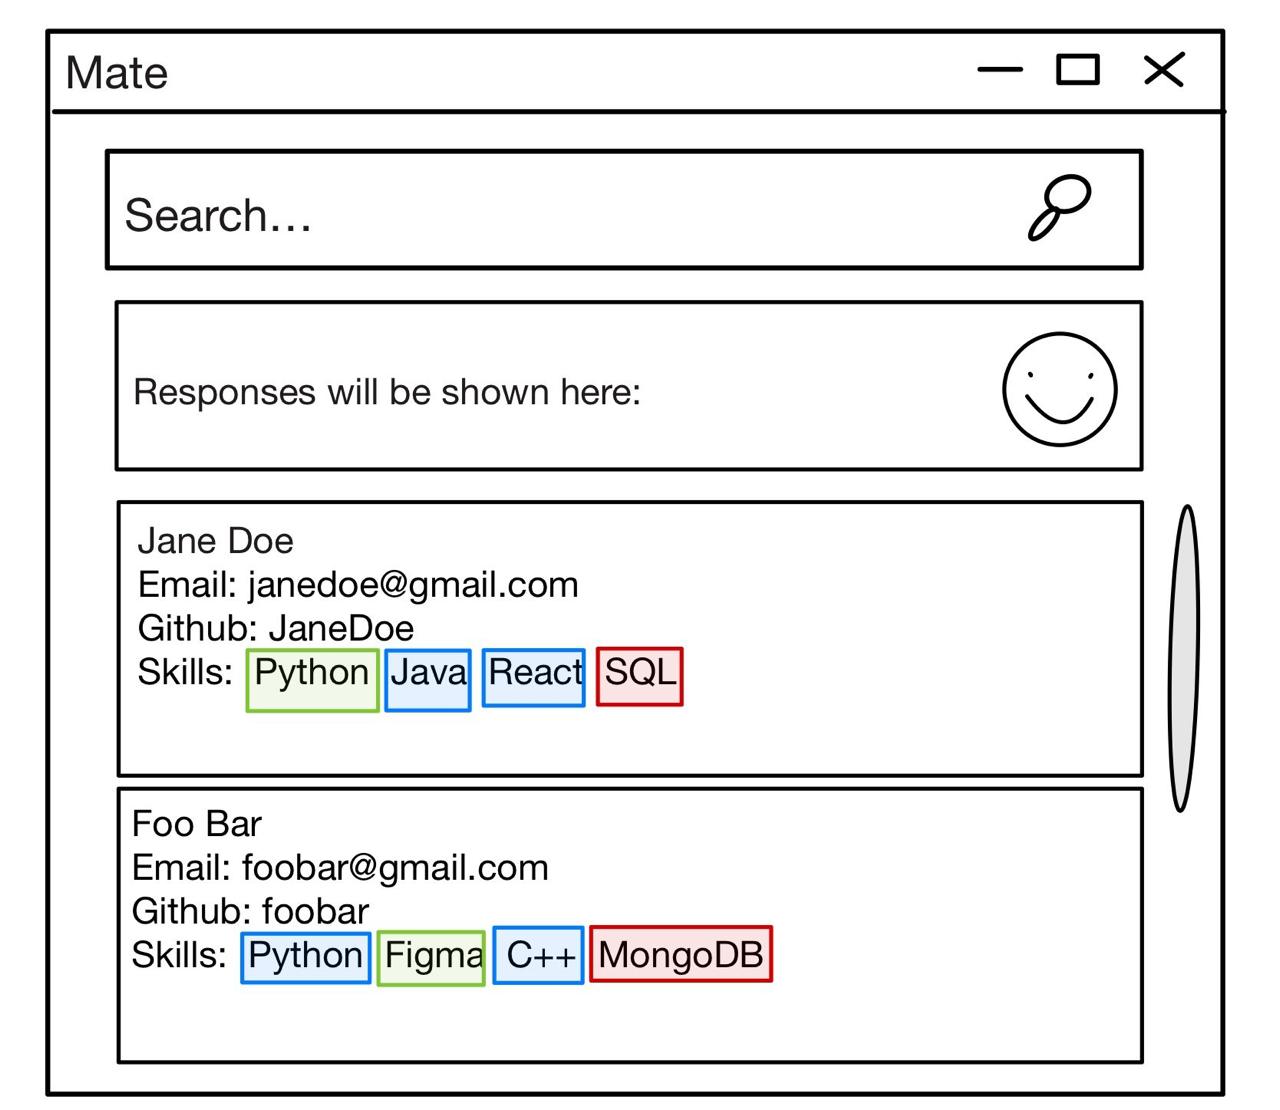 Mate
Search...
Responses will be shown here:
Jane Doe
Email: janedoe@gmail.com
Github: JaneDoe
Skills: Python Java React SQL
Foo Bar
Email: foobar@gmail.com
Github: foobar
Skills: Python Figma C++ MongoDB